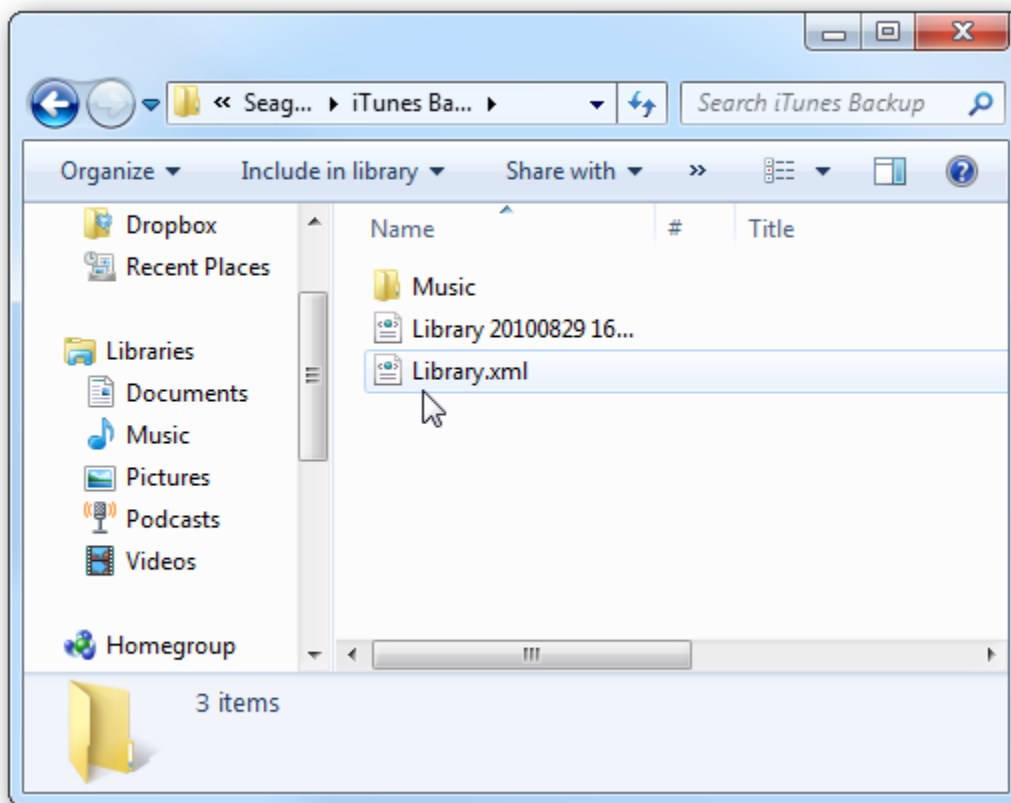 « Seag... ▸ iTunes Ba... ▸ Search iTunes Backup
Organize Include in library Share with »
Dropbox
Recent Places
Libraries
Documents
Music
Pictures
Podcasts
Videos
Homegroup
Name # Title
Music
Library 20100829 16...
Library.xml
3 items